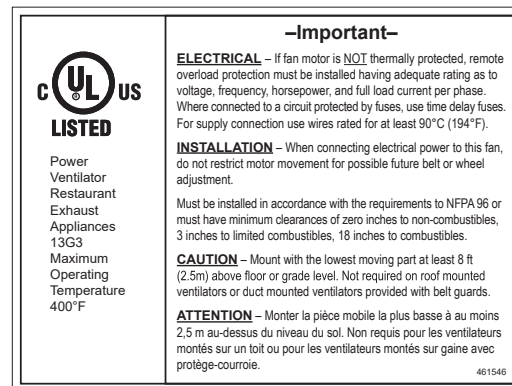 C UL US
®
LISTED
Power
Ventilator
Restaurant
Exhaust
Appliances
13G3
Maximum
Operating
Temperature
400°F
–Important–
ELECTRICAL – If fan motor is NOT thermally protected, remote
overload protection must be installed having adequate rating as to
voltage, frequency, horsepower, and full load current per phase.
Where connected to a circuit protected by fuses, use time delay fuses.
For supply connection use wires rated for at least 90°C (194°F).
INSTALLATION – When connecting electrical power to this fan,
do not restrict motor movement for possible future belt or wheel
adjustment.
Must be installed in accordance with the requirements to NFPA 96 or
must have minimum clearances of zero inches to non-combustibles,
3 inches to limited combustibles, 18 inches to combustibles.
CAUTION – Mount with the lowest moving part at least 8 ft
(2.5m) above floor or grade level. Not required on roof mounted
ventilators or duct mounted ventilators provided with belt guards.
ATTENTION – Monter la pièce mobile la plus basse à au moins
2,5 m au-dessus du niveau du sol. Non requis pour les ventilateurs
montés sur un toit ou pour les ventilateurs montés sur gaine avec
protège-courroie.
461546